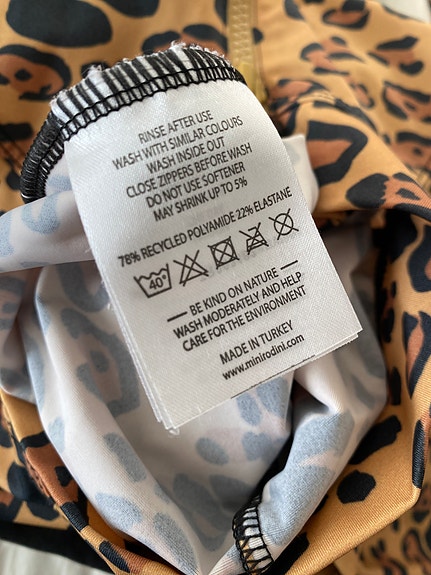 RINSE AFTER USE
WASH WITH SIMILAR COLOURS
WASH INSIDE OUT
CLOSE ZIPPERS BEFORE WASH
DO NOT USE SOFTENER
MAY SHRINK UP TO 5%
78% RECYCLED POLYAMIDE 22% ELASTANE
40°
— BE KIND ON NATURE —
WASH MODERATELY AND HELP
CARE FOR THE ENVIRONMENT
MADE IN TURKEY
www.minirodini.com